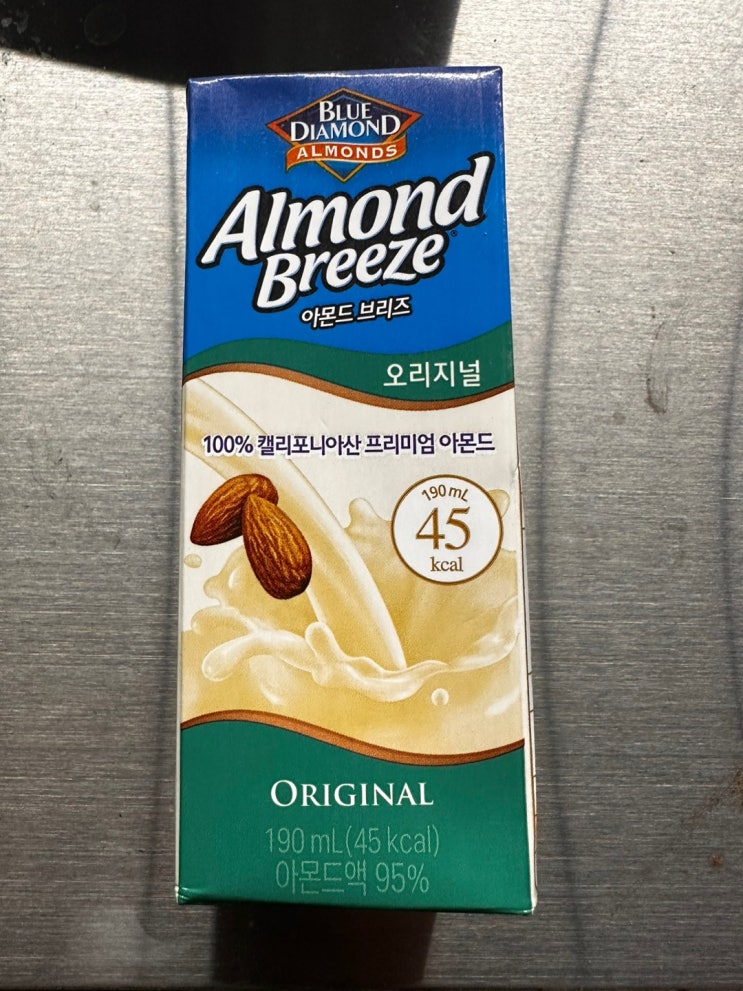 BLUE
DIAMOND
ALMONDS
Almond
Breeze®
아몬드 브리즈
오리지널
100% 캘리포니아산 프리미엄 아몬드
190 mL
45
kcal
ORIGINAL
190 mL(45 kcal)
아몬드액 95%